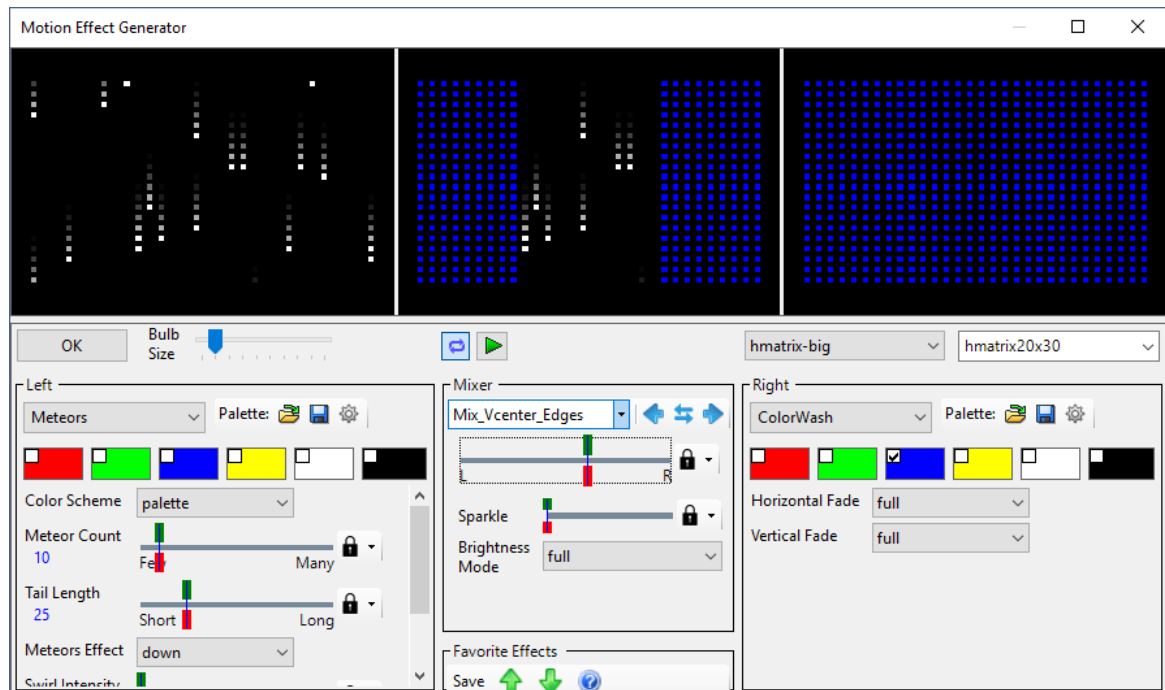 Motion Effect Generator
OK
Bulb Size
hmatrix-big
hmatrix20x30
Left
Meteors
Palette:
Color Scheme
palette
Meteor Count
10
Few
Many
Tail Length
25
Short
Long
Meteors Effect
down
Swirl Intensity
Mixer
Mix_Vcenter_Edges
L
R
Sparkle
Brightness Mode
full
Favorite Effects
Save
Right
ColorWash
Palette:
Horizontal Fade
full
Vertical Fade
full